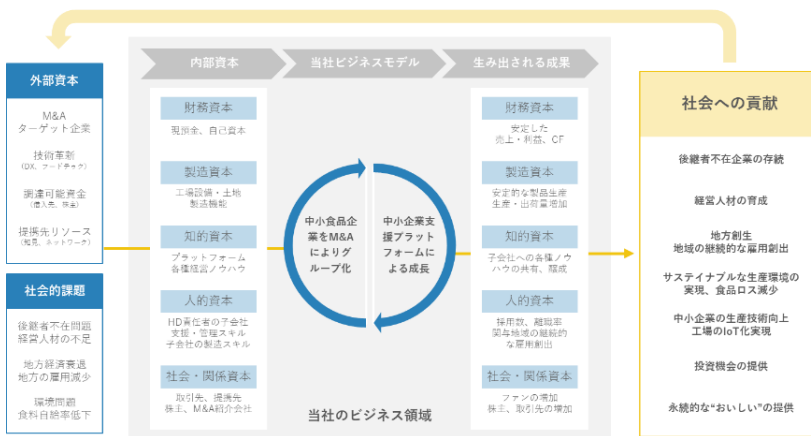 外部資本
M&A
ターゲット企業
技術革新
(DX、フードテック)
調達可能資金
(借入先、株主)
提携先リソース
(知見、ネットワーク)
社会的課題
後継者不在問題
経営人材の不足
地方経済衰退
地方の雇用減少
環境問題
食料自給率低下
内部資本
財務資本
現預金、自己資本
製造資本
工場設備・土地
製造機能
知的資本
プラットフォーム
各種経営ノウハウ
人的資本
HD責任者の子会社
支援・管理スキル
子会社の製造スキル
社会・関係資本
取引先、提携先
株主、M&A紹介会社
当社ビジネスモデル
中小食品企
業をM&A
によりグ
ループ化
中小企業支
援プラット
フォームに
よる成長
当社のビジネス領域
生み出される成果
財務資本
安定した
売上・利益、CF
製造資本
安定的な製品生産
生産・出荷量増加
知的資本
子会社への各種ノウ
ハウの共有、醸成
人的資本
採用数、離職率
関与地域の継続的
な雇用創出
社会・関係資本
ファンの増加
株主、取引先の増加
社会への貢献
後継者不在企業の存続
経営人材の育成
地方創生
地域の継続的な雇用創出
サステイナブルな生産環境の
実現、食品ロス減少
中小企業の生産技術向上
工場のIoT化実現
投資機会の提供
永続的な“おいしい”の提供